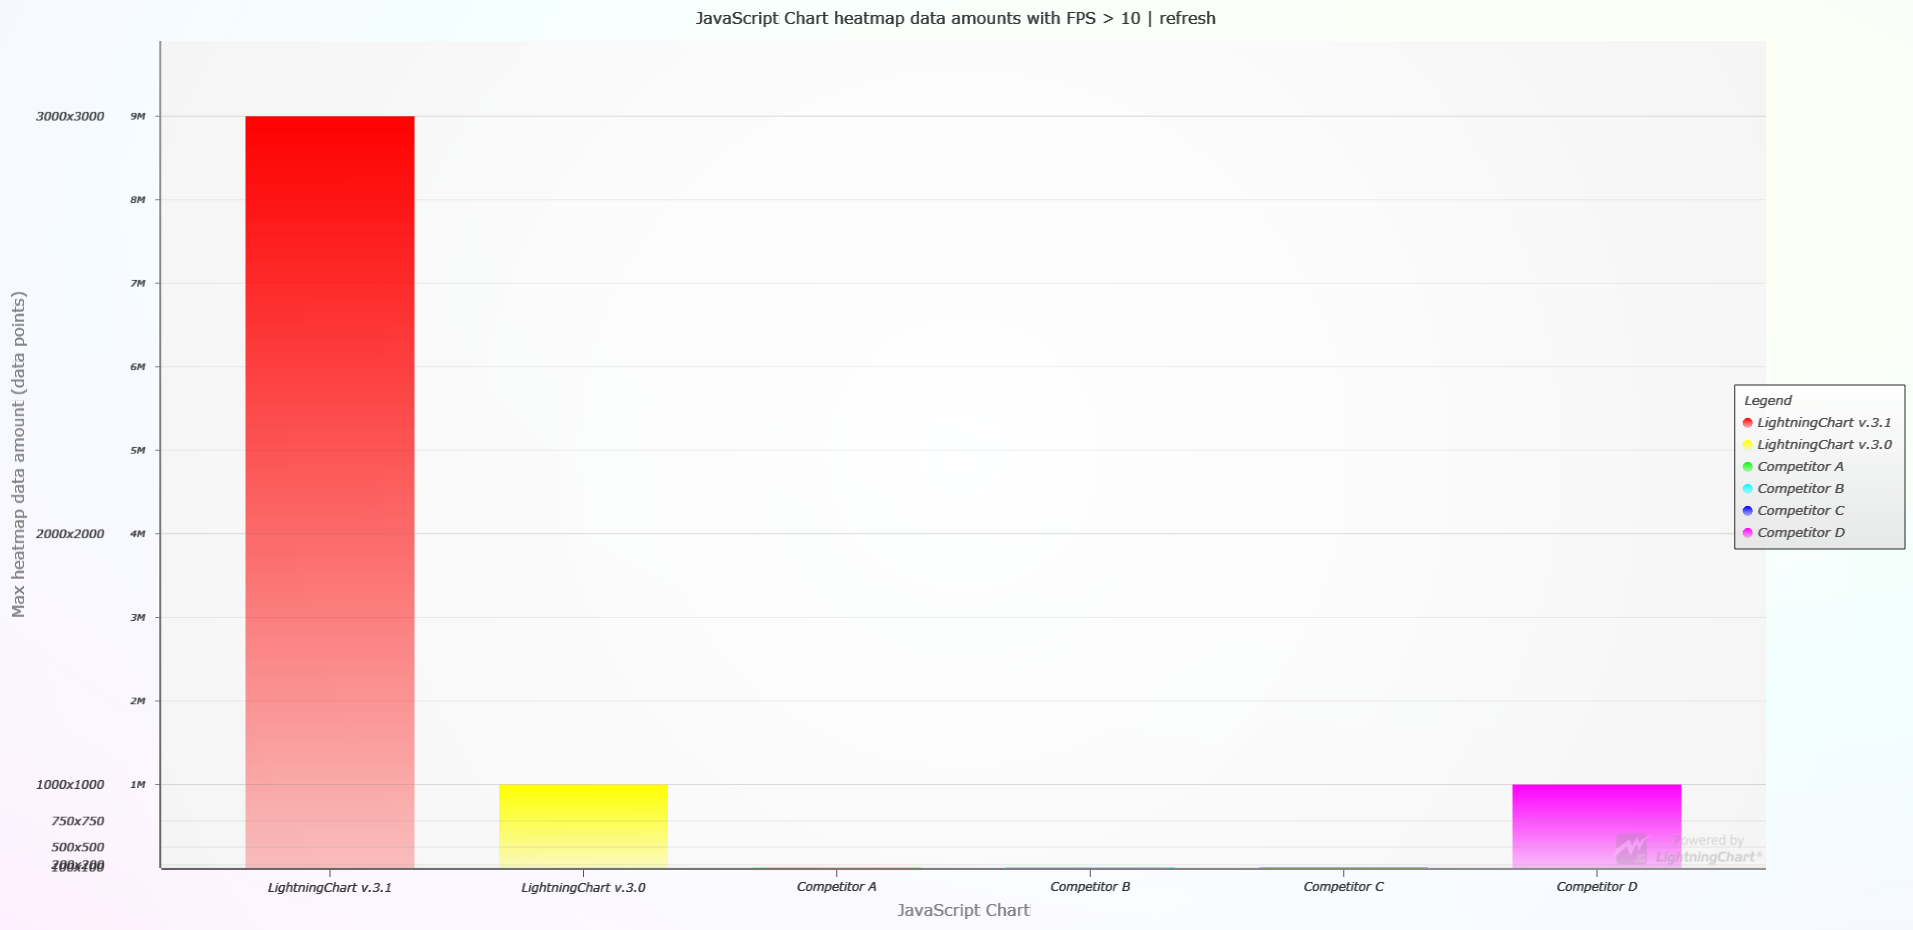 JavaScript Chart heatmap data amounts with FPS > 10 | refresh
Max heatmap data amount (data points)
3000x3000 9M
8M
7M
6M
5M
2000x2000 4M
3M
2M
1000x1000 1M
750x750
500x500
200x200
100x100
Legend
LightningChart v.3.1
LightningChart v.3.0
Competitor A
Competitor B
Competitor C
Competitor D
Powered by
LightningChart®
LightningChart v.3.1 LightningChart v.3.0 Competitor A Competitor B Competitor C Competitor D
JavaScript Chart